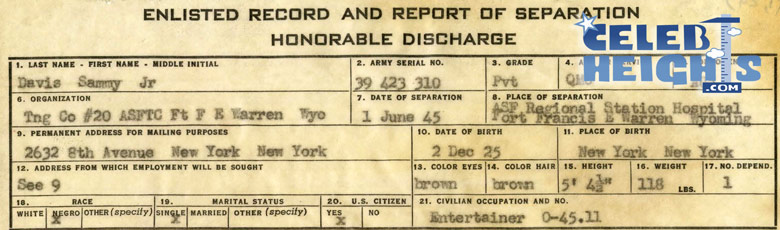 ENLISTED RECORD AND REPORT OF SEPARATION
HONORABLE DISCHARGE
CELEB HEIGHTS.COM
1. LAST NAME - FIRST NAME - MIDDLE INITIAL 2. ARMY SERIAL NO. 3. GRADE 4.
Davis Sammy Jr 39 423 310 Pvt
6. ORGANIZATION 7. DATE OF SEPARATION 8. PLACE OF SEPARATION
Tng Co #20 ASFTC Ft F E Warren Wyo 1 June 45 ASF Regional Station Hospital
Fort Francis E Warren Wyoming
9. PERMANENT ADDRESS FOR MAILING PURPOSES 10. DATE OF BIRTH 11. PLACE OF BIRTH
2632 8th Avenue New York New York 2 Dec 25 New York New York
12. ADDRESS FROM WHICH EMPLOYMENT WILL BE SOUGHT 13. COLOR EYES 14. COLOR HAIR 15. HEIGHT 16. WEIGHT 17. NO. DEPEND.
See 9 brown brown 5' 4½" 118 LBS. 1
18. RACE 19. MARITAL STATUS 20. U.S. CITIZEN 21. CIVILIAN OCCUPATION AND NO.
WHITE NEGRO OTHER (specify) SINGLE MARRIED OTHER (specify) YES NO
X X X Entertainer 0-45.11